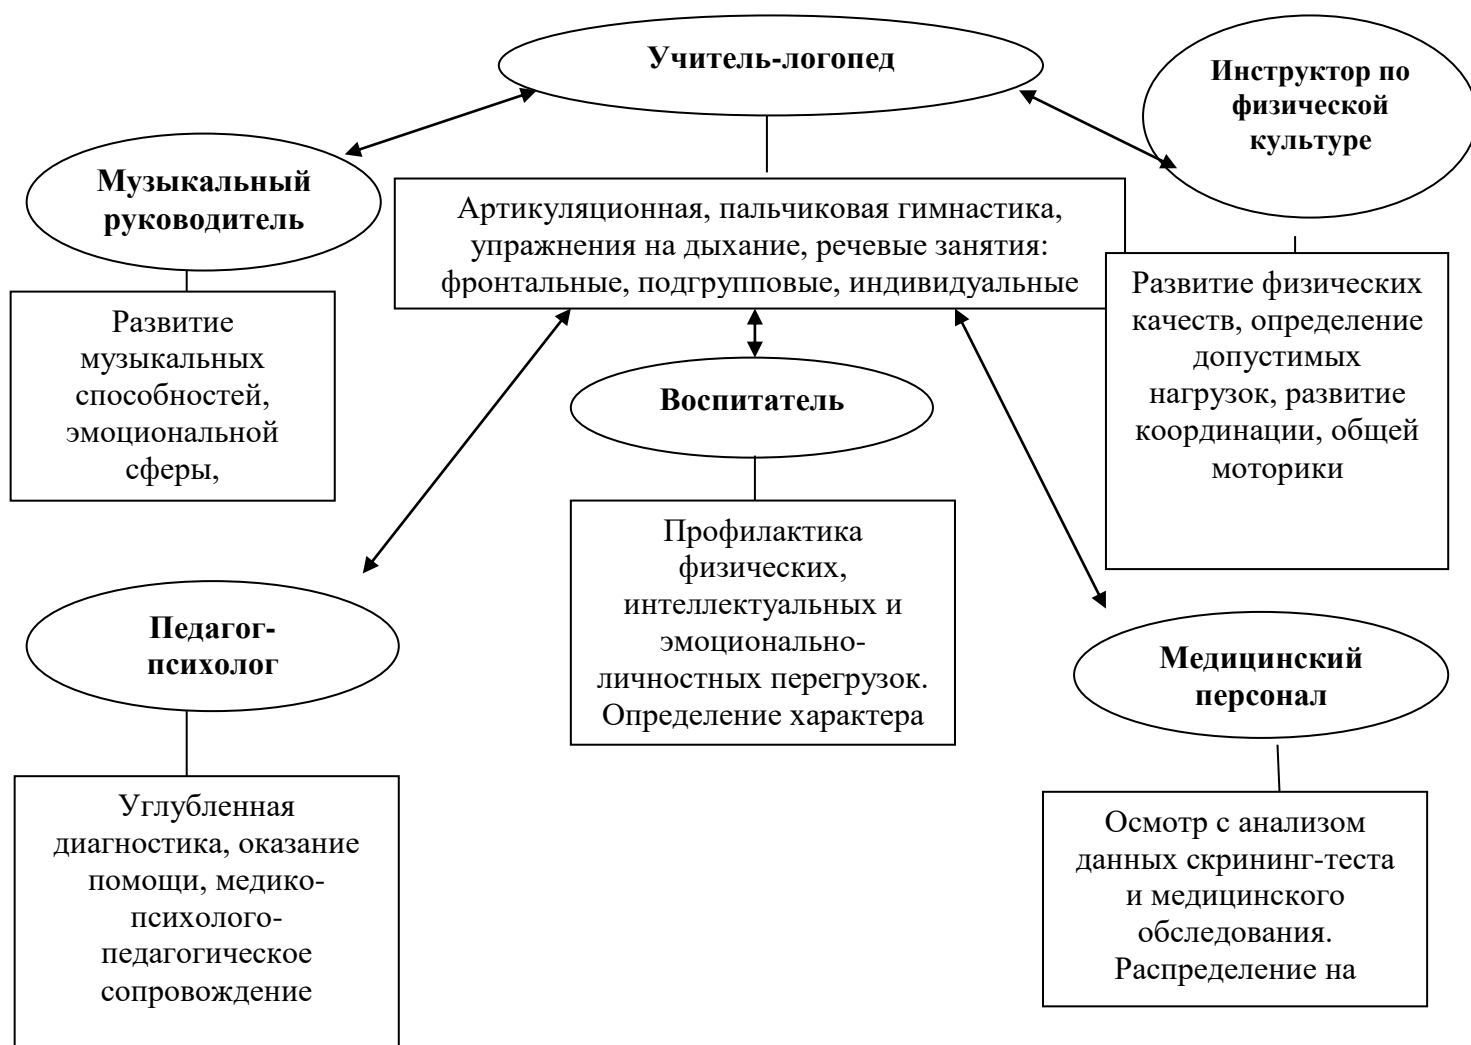 Учитель-логопед
Инструктор по
физической
культуре
Музыкальный
руководитель
Артикуляционная, пальчиковая гимнастика,
упражнения на дыхание, речевые занятия:
фронтальные, подгрупповые, индивидуальные
Развитие
музыкальных
способностей,
эмоциональной
сферы,
Развитие физических
качеств, определение
допустимых
нагрузок, развитие
координации, общей
моторики
Воспитатель
Профилактика
физических,
интеллектуальных и
эмоционально-
личностных перегрузок.
Определение характера
Педагог-
психолог
Медицинский
персонал
Углубленная
диагностика, оказание
помощи, медико-
психолого-
педагогическое
сопровождение
Осмотр с анализом
данных скрининг-теста
и медицинского
обследования.
Распределение на